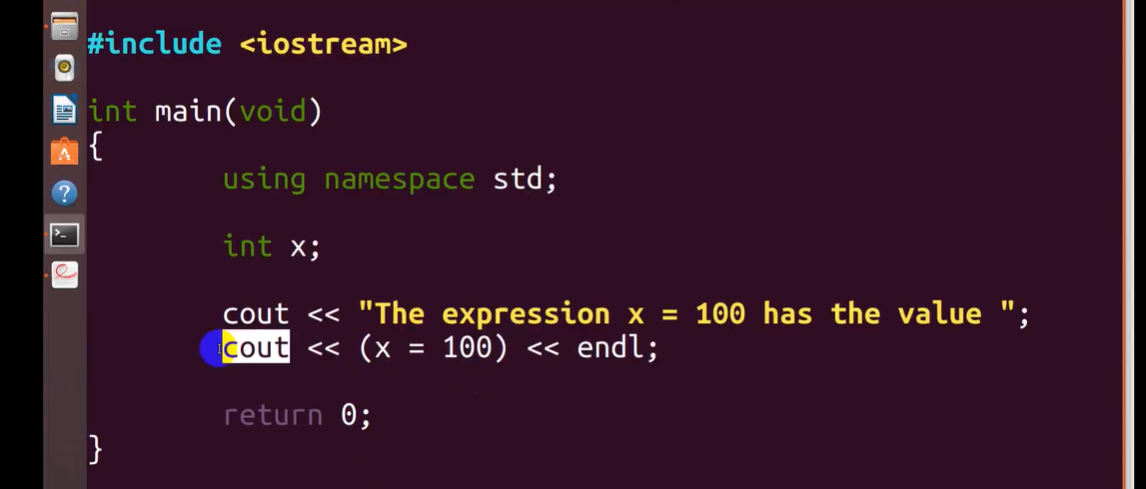 #include <iostream>
int main(void)
{
using namespace std;
int x;
cout << "The expression x = 100 has the value ";
cout << (x = 100) << endl;
return 0;
}